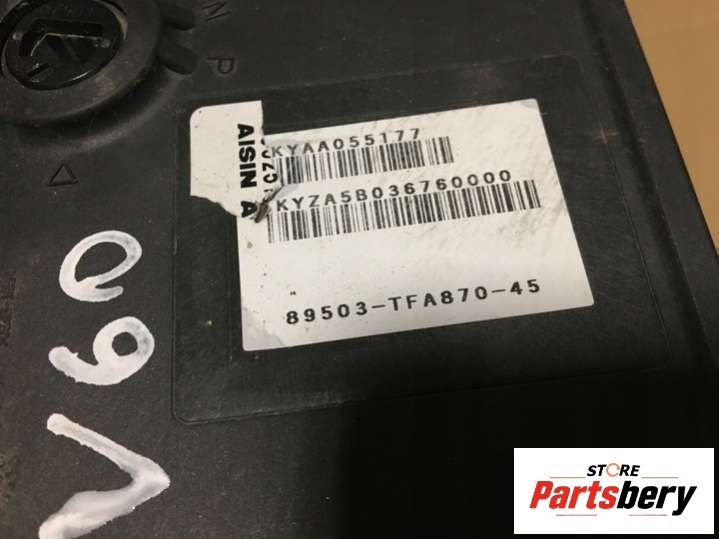 N P
AISIN A
KYAA055177
KYZA5B036760000
89503-TFA870-45
V60
STORE
Partsbery